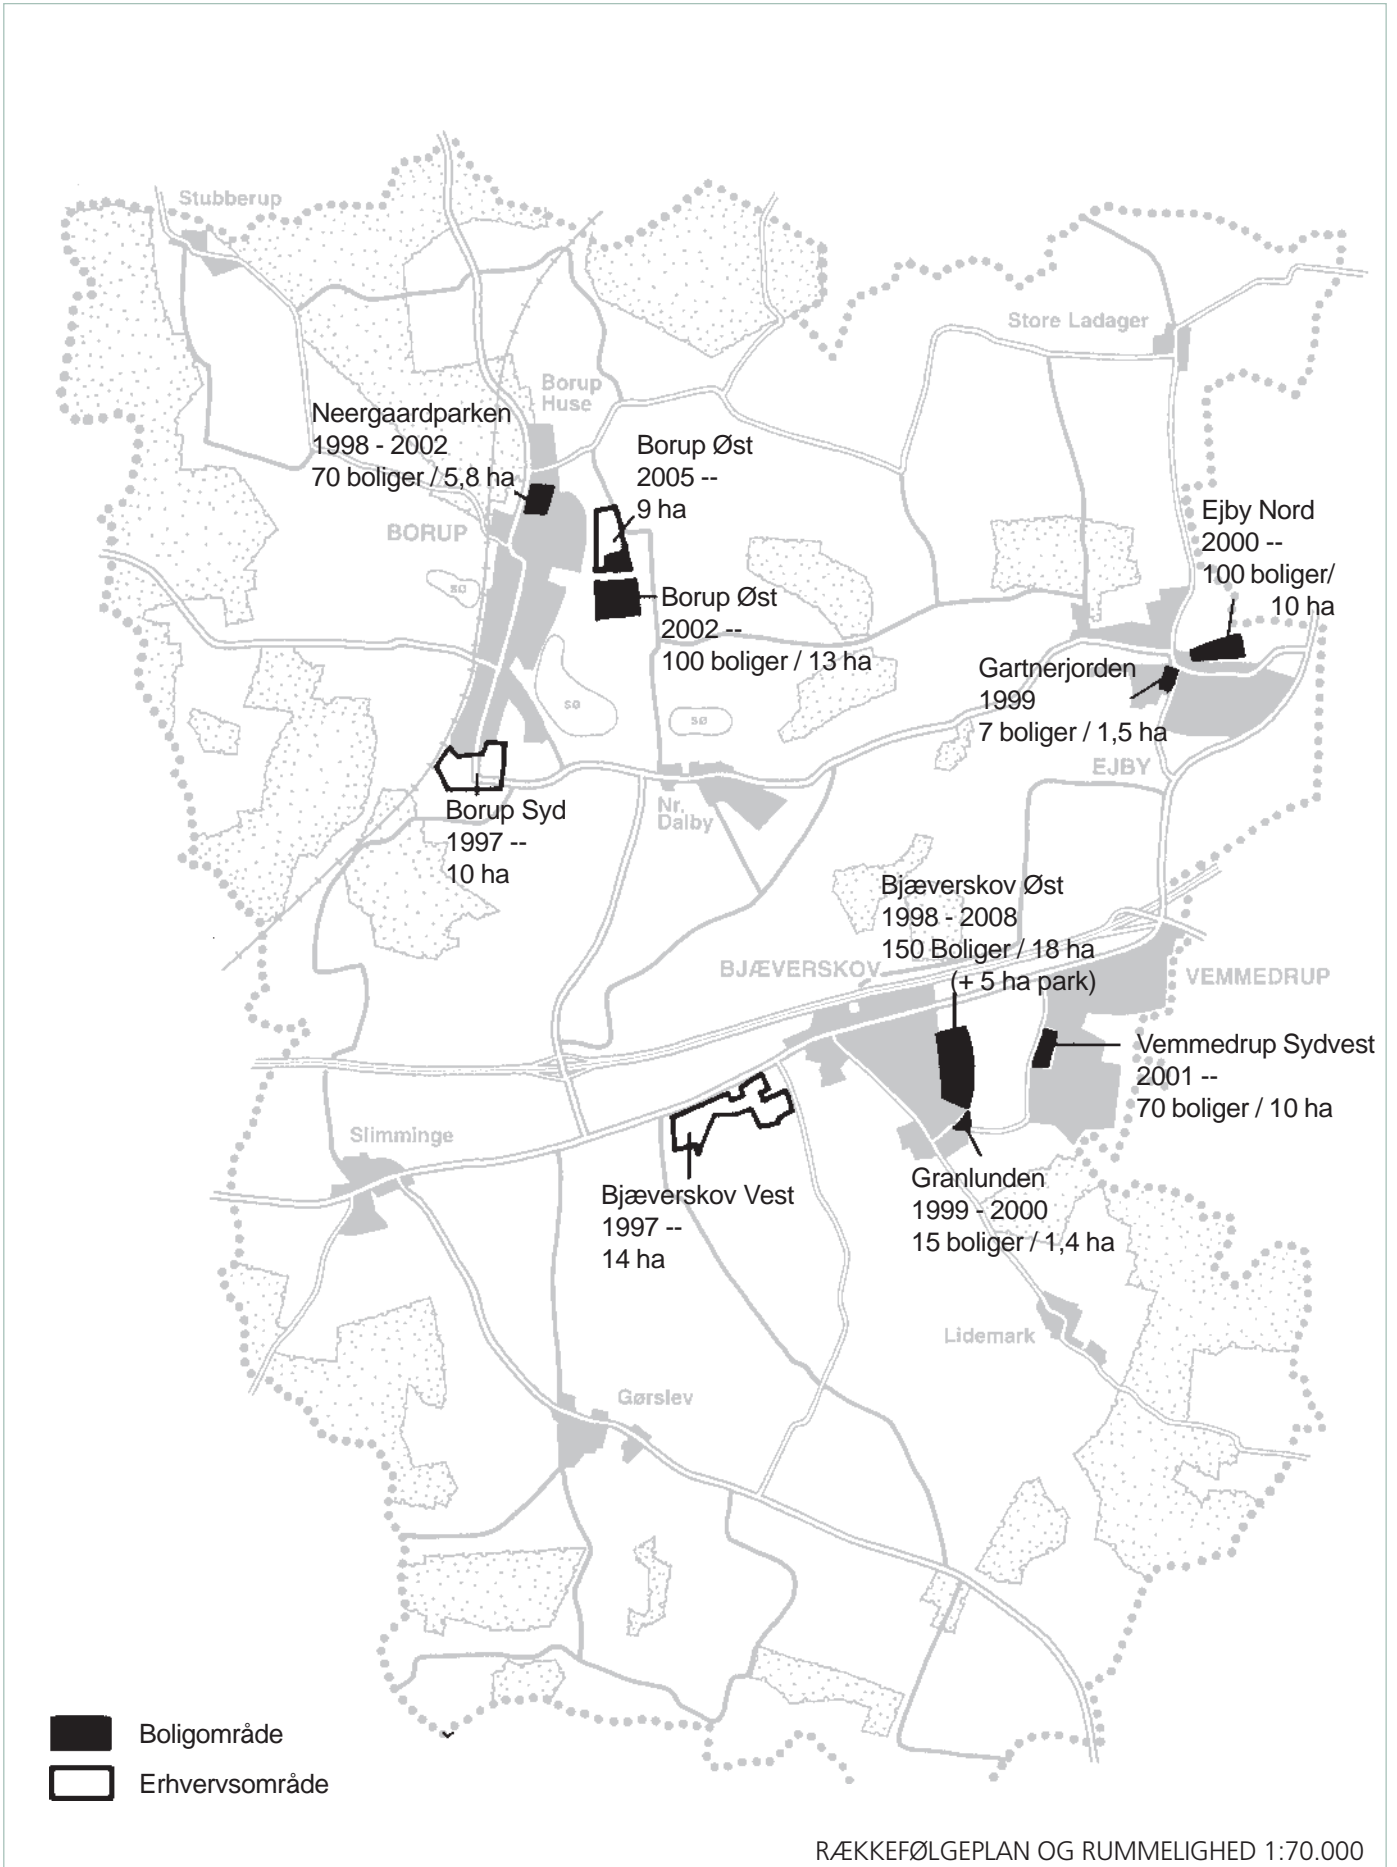 Stubberup
Store Ladager
Borup
Huse
Neergaardparken
1998 - 2002
70 boliger / 5,8 ha
Borup Øst
2005 --
9 ha
BORUP
Ejby Nord
2000 --
100 boliger/
10 ha
sø
Borup Øst
2002 --
100 boliger / 13 ha
Gartnerjorden
1999
7 boliger / 1,5 ha
sø
sø
EJBY
Borup Syd
1997 --
10 ha
Nr.
Dalby
Bjæverskov Øst
1998 - 2008
150 Boliger / 18 ha
(+ 5 ha park)
BJÆVERSKOV
VEMMEDRUP
Vemmedrup Sydvest
2001 --
70 boliger / 10 ha
Slimminge
Bjæverskov Vest
1997 --
14 ha
Granlunden
1999 - 2000
15 boliger / 1,4 ha
Lidemark
Gørslev
Boligområde
Erhvervsområde
RÆKKEFØLGEPLAN OG RUMMELIGHED 1:70.000